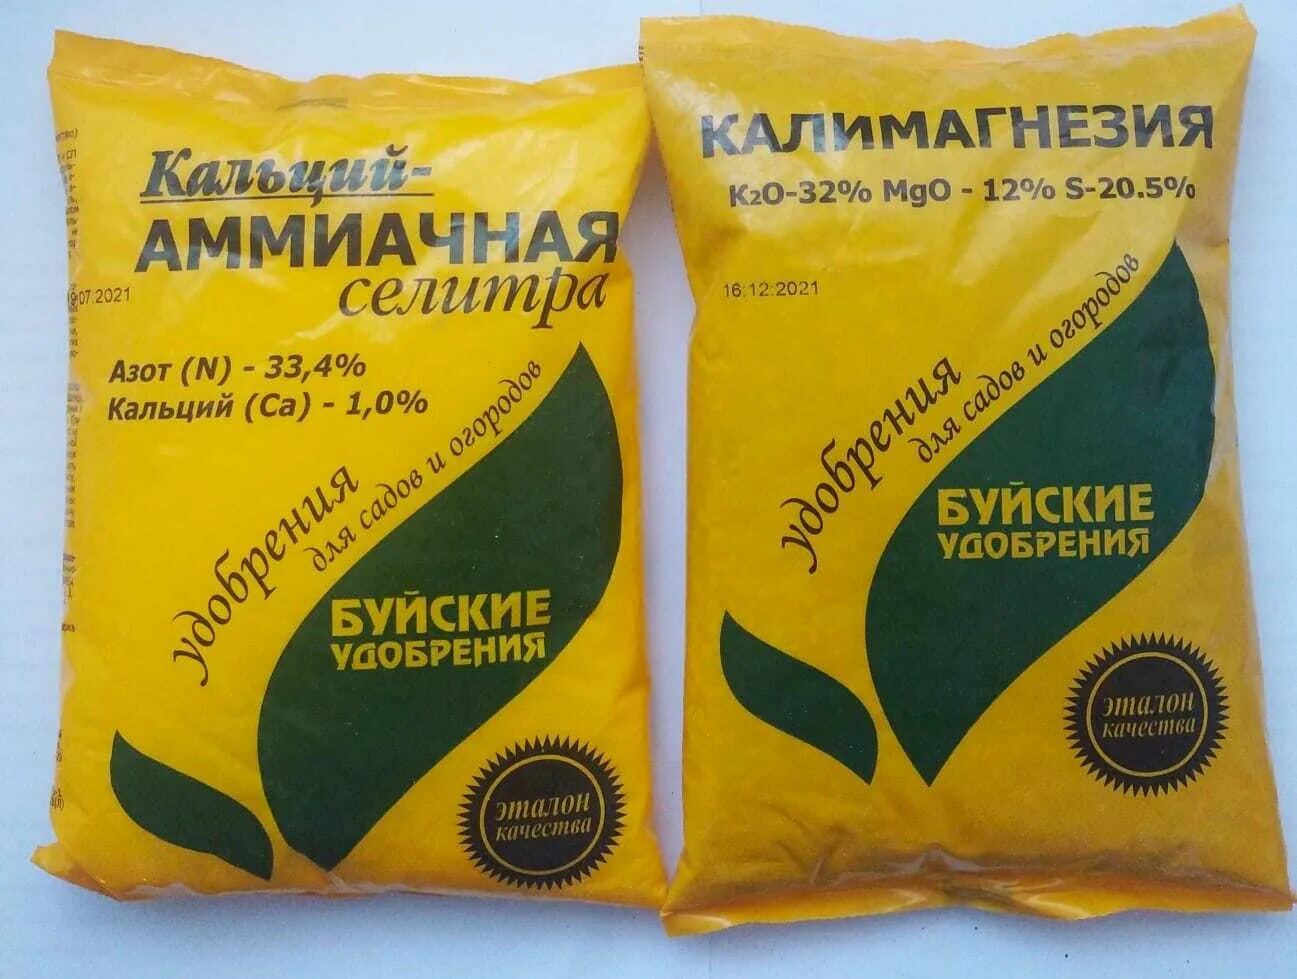 Кальций-
АММИАЧНАЯ
селитра
07.2021
Азот (N) - 33,4%
Кальций (Ca) - 1,0%
удобрения
для садов и огородов
БУЙСКИЕ
УДОБРЕНИЯ
эталон
качества
КАЛИМАГНЕЗИЯ
K₂O-32% MgO - 12% S-20.5%
16.12.2021
удобрения
для садов и огородов
БУЙСКИЕ
УДОБРЕНИЯ
эталон
качества